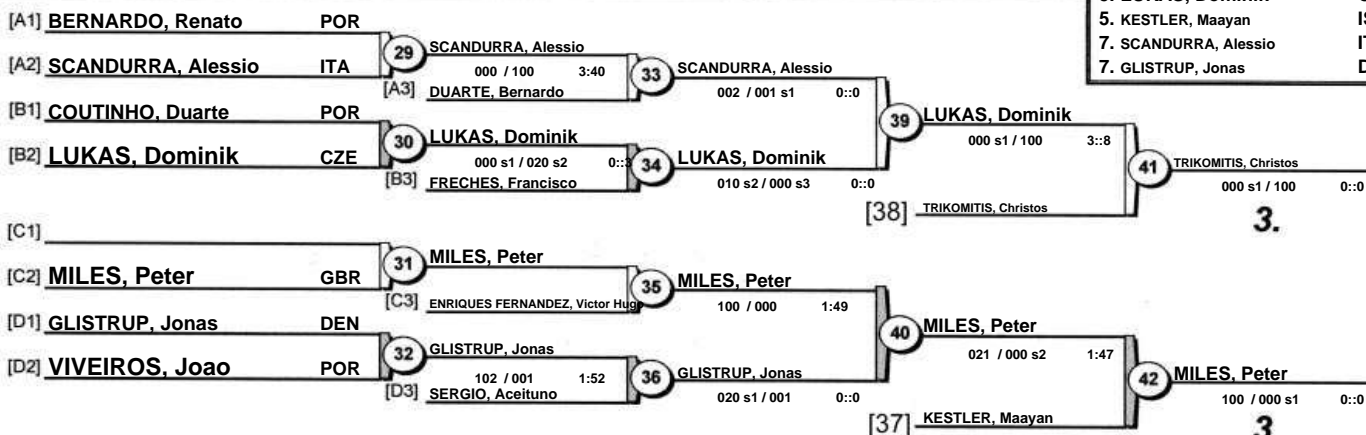 5. KESTLER, Maayan
7. SCANDURRA, Alessio
7. GLISTRUP, Jonas
[A1] BERNARDO, Renato POR
[A2] SCANDURRA, Alessio ITA
29
SCANDURRA, Alessio
000 / 100 3:40
[A3] DUARTE, Bernardo
33
SCANDURRA, Alessio
002 / 001 s1 0::0
[B1] COUTINHO, Duarte POR
[B2] LUKAS, Dominik CZE
30
LUKAS, Dominik
000 s1 / 020 s2
[B3] FRECHES, Francisco
34
LUKAS, Dominik
010 s2 / 000 s3 0::0
39
LUKAS, Dominik
000 s1 / 100 3::8
[38] TRIKOMITIS, Christos
41
TRIKOMITIS, Christos
000 s1 / 100 0::0
3.
[C1]
[C2] MILES, Peter GBR
31
MILES, Peter
[C3] ENRIQUES FERNANDEZ, Victor Hugo
35
MILES, Peter
100 / 000 1:49
[D1] GLISTRUP, Jonas DEN
[D2] VIVEIROS, Joao POR
32
GLISTRUP, Jonas
102 / 001 1:52
[D3] SERGIO, Aceituno
36
GLISTRUP, Jonas
020 s1 / 001 0::0
40
MILES, Peter
021 / 000 s2 1:47
[37] KESTLER, Maayan
42
MILES, Peter
100 / 000 s1 0::0
3